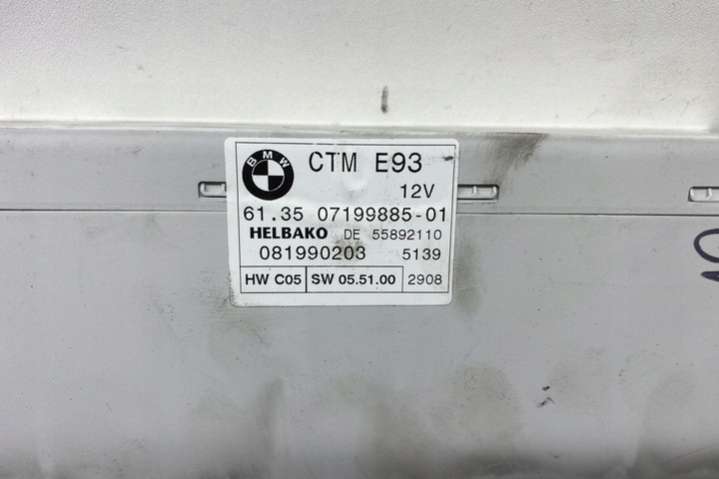 BMW
CTM E93
12V
61.35 07199885-01
HELBAKO DE 55892110
081990203 5139
HW C05 SW 05.51.00 2908